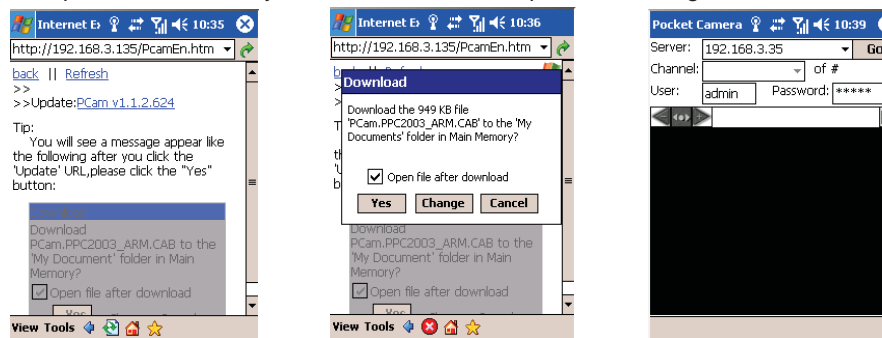 Internet Ex 10:35
http://192.168.3.135/PcamEn.htm
back || Refresh
>>
>>Update:PCam v1.1.2.624
Tip:
You will see a message appear like
the following after you click the
'Update' URL,please click the "Yes"
button:
Download
PCam.PPC2003_ARM.CAB to the
'My Document' folder in Main
Memory?
Open file after download
Yes
View Tools
Internet Ex 10:36
http://192.168.3.135/PcamEn.htm
Download
Download the 949 KB file
'PCam.PPC2003_ARM.CAB' to the 'My
Documents' folder in Main Memory?
Open file after download
Yes Change Cancel
Download
PCam.PPC2003_ARM.CAB to the
'My Document' folder in Main
Memory?
Open file after download
View Tools
Pocket Camera 10:39
Server: 192.168.3.35 Go
Channel: of #
User: admin Password: *****